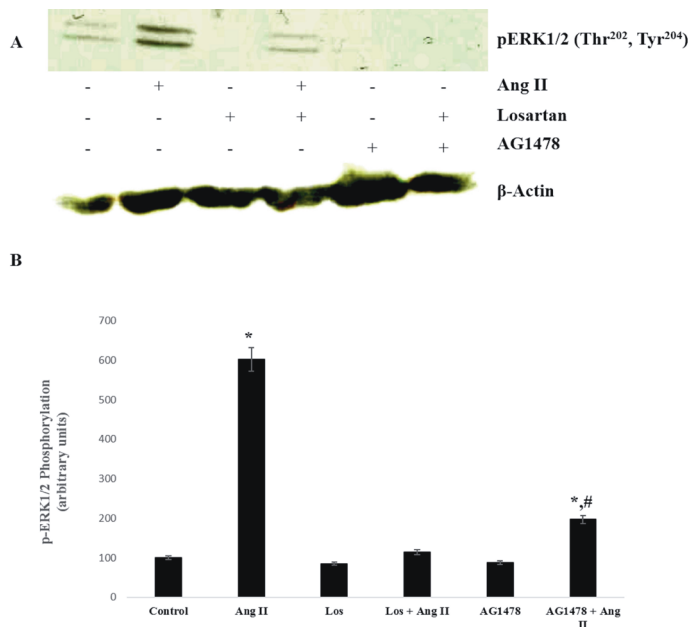 A
pERK1/2 (Thr²⁰², Tyr²⁰⁴)
- + - + - - Ang II
- - + + - + Losartan
- - - - + + AG1478
β-Actin
B
700
600
500
400
300
200
100
0
p-ERK1/2 Phosphorylation
(arbitrary units)
*
*,#
Control Ang II Los Los + Ang II AG1478 AG1478 + Ang
II